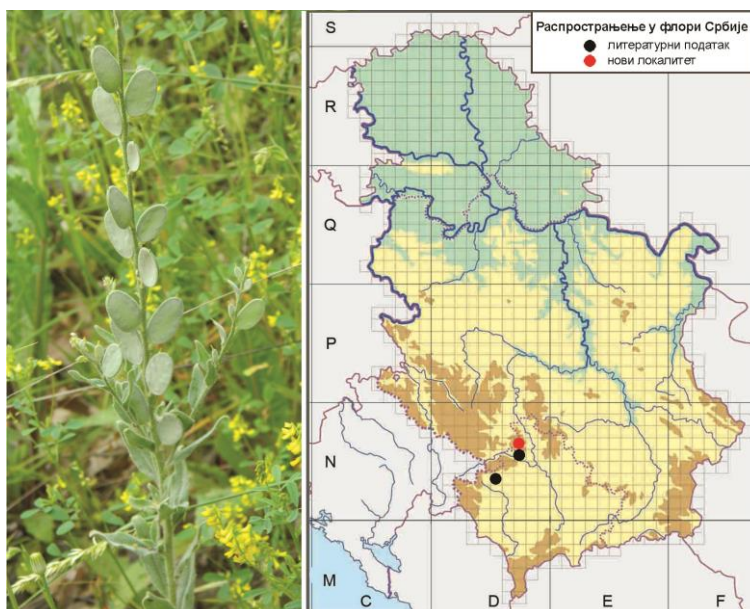 Распрострањење у флори Србије
литературни податак
нови локалитет
S
R
Q
P
N
M
C
D
E
F